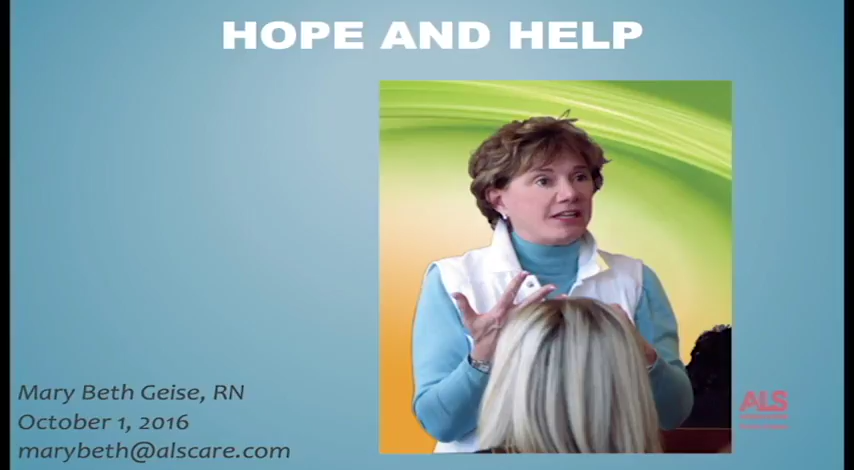 HOPE AND HELP
Mary Beth Geise, RN
October 1, 2016
marybeth@alscare.com
ALS